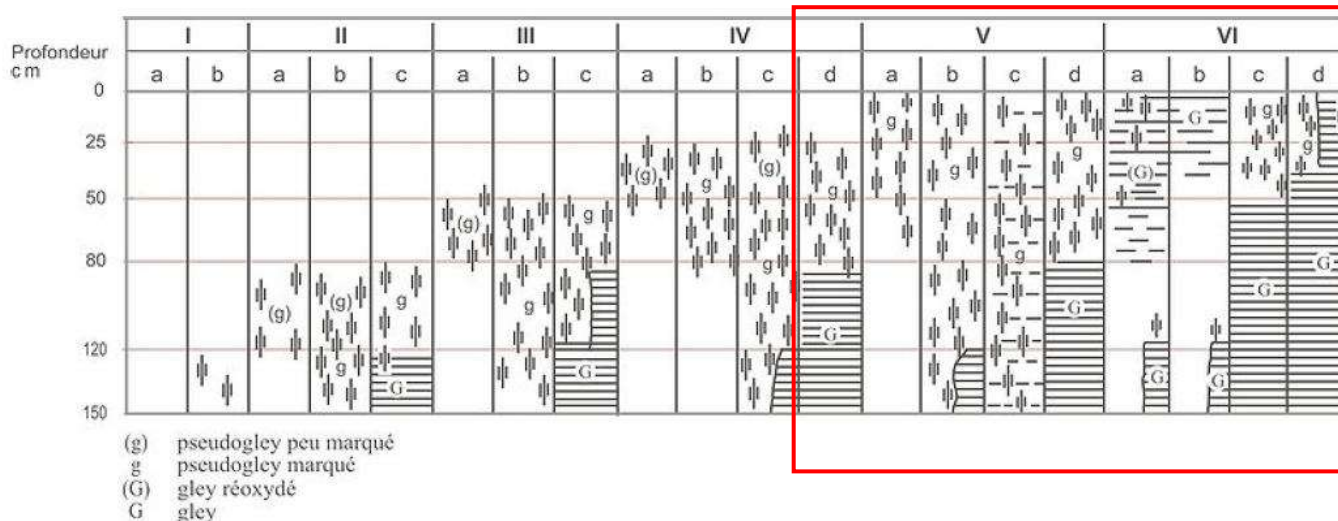 I II III IV V VI
Profondeur
cm
a b a b c a b c a b c d a b c d a b c d
0
g g
G
25
g g
(g) g (g) g g g (G)
50
(g) g g
80
g g
(g) (g) g g G G G
(g) G
120
g G G G
G
150
(g) pseudogley peu marqué
g pseudogley marqué
(G) gley réoxydé
G gley